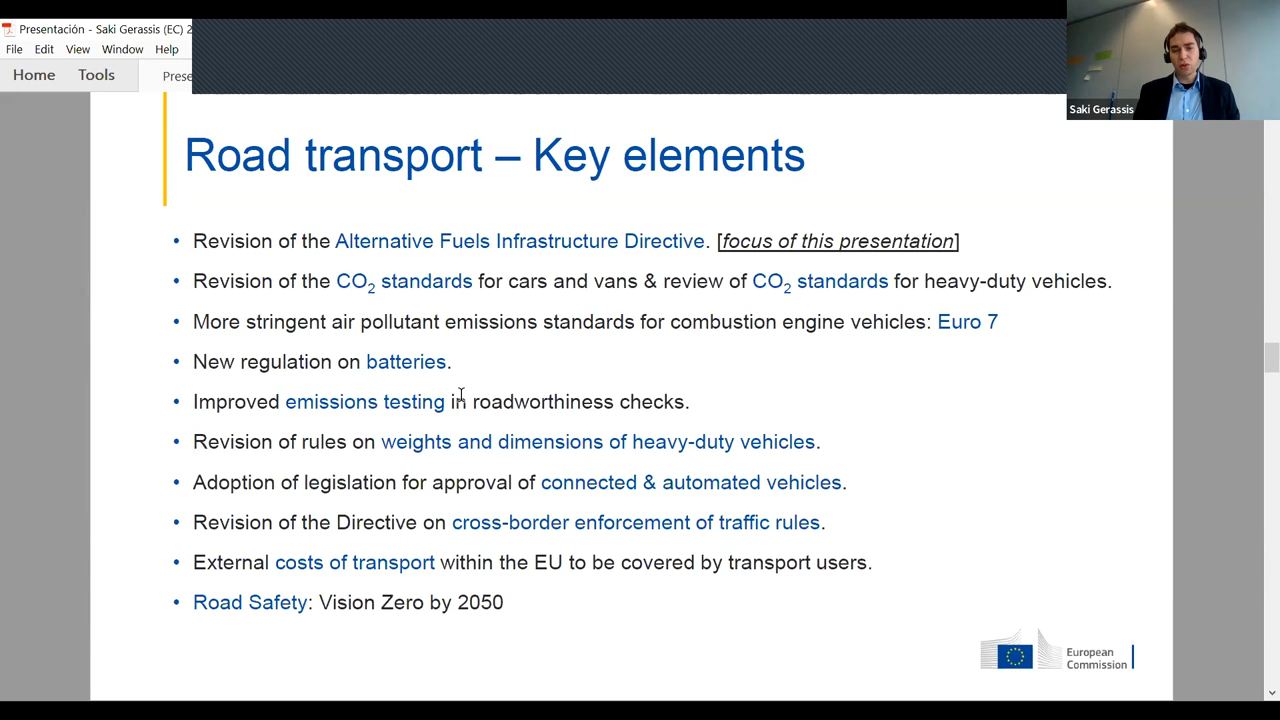 Presentación - Saki Gerassis (EC) 2
File Edit View Window Help
Home Tools Prese
Saki Gerassis
Road transport – Key elements
• Revision of the Alternative Fuels Infrastructure Directive. [focus of this presentation]
• Revision of the CO2 standards for cars and vans & review of CO2 standards for heavy-duty vehicles.
• More stringent air pollutant emissions standards for combustion engine vehicles: Euro 7
• New regulation on batteries.
• Improved emissions testing in roadworthiness checks.
• Revision of rules on weights and dimensions of heavy-duty vehicles.
• Adoption of legislation for approval of connected & automated vehicles.
• Revision of the Directive on cross-border enforcement of traffic rules.
• External costs of transport within the EU to be covered by transport users.
• Road Safety: Vision Zero by 2050
European
Commission